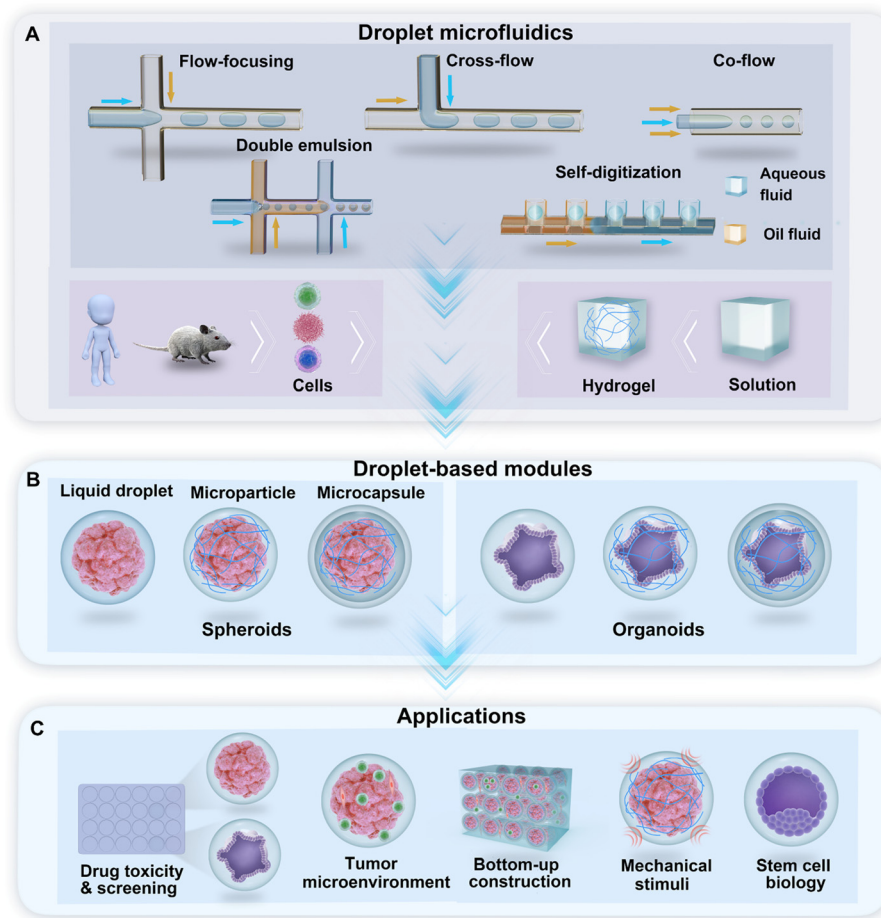 A
Droplet microfluidics
Flow-focusing
Cross-flow
Co-flow
Double emulsion
Self-digitization
Aqueous
fluid
Oil fluid
Cells
Hydrogel
Solution
B
Droplet-based modules
Liquid droplet
Microparticle
Microcapsule
Spheroids
Organoids
C
Applications
Drug toxicity
& screening
Tumor
microenvironment
Bottom-up
construction
Mechanical
stimuli
Stem cell
biology